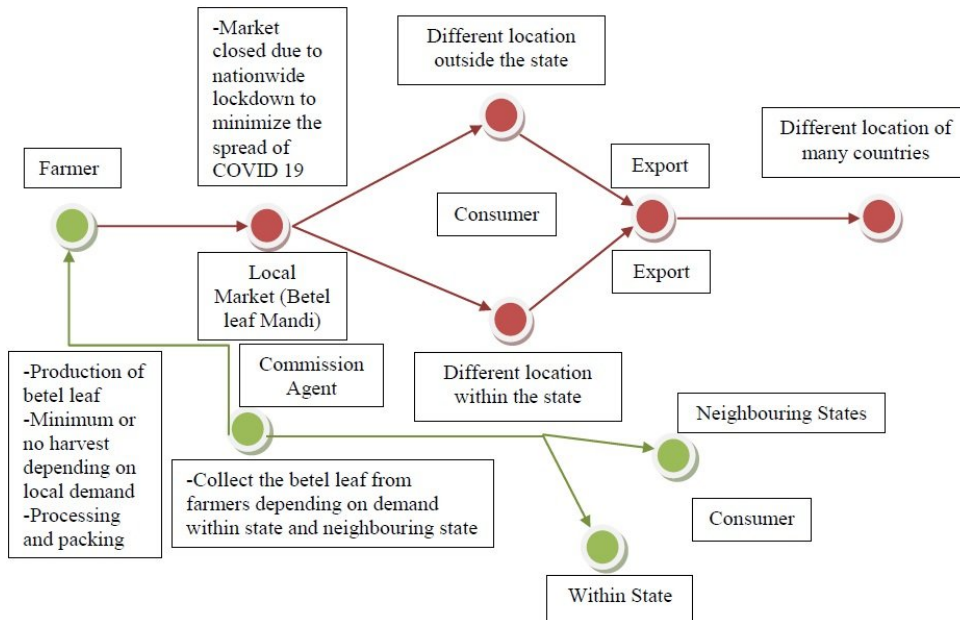 -Market
closed due to
nationwide
lockdown to
minimize the
spread of
COVID 19
Different location
outside the state
Different location of
many countries
Farmer
Export
Consumer
Export
Local
Market (Betel
leaf Mandi)
Commission
Agent
Different location
within the state
-Production of
betel leaf
-Minimum or
no harvest
depending on
local demand
-Processing
and packing
Neighbouring States
-Collect the betel leaf from
farmers depending on demand
within state and neighbouring state
Consumer
Within State